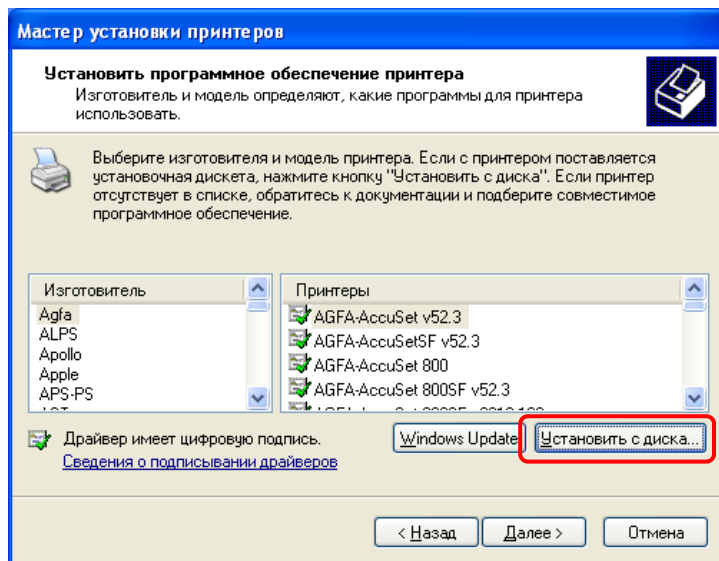 Мастер установки принтеров
Установить программное обеспечение принтера
Изготовитель и модель определяют, какие программы для принтера
использовать.
Выберите изготовителя и модель принтера. Если с принтером поставляется
установочная дискета, нажмите кнопку "Установить с диска". Если принтер
отсутствует в списке, обратитесь к документации и подберите совместимое
программное обеспечение.
Изготовитель
Agfa
ALPS
Apollo
Apple
APS-PS
Принтеры
AGFA-AccuSet v52.3
AGFA-AccuSetSF v52.3
AGFA-AccuSet 800
AGFA-AccuSet 800SF v52.3
Драйвер имеет цифровую подпись.
Сведения о подписывании драйверов
Windows Update
Установить с диска...
< Назад
Далее >
Отмена